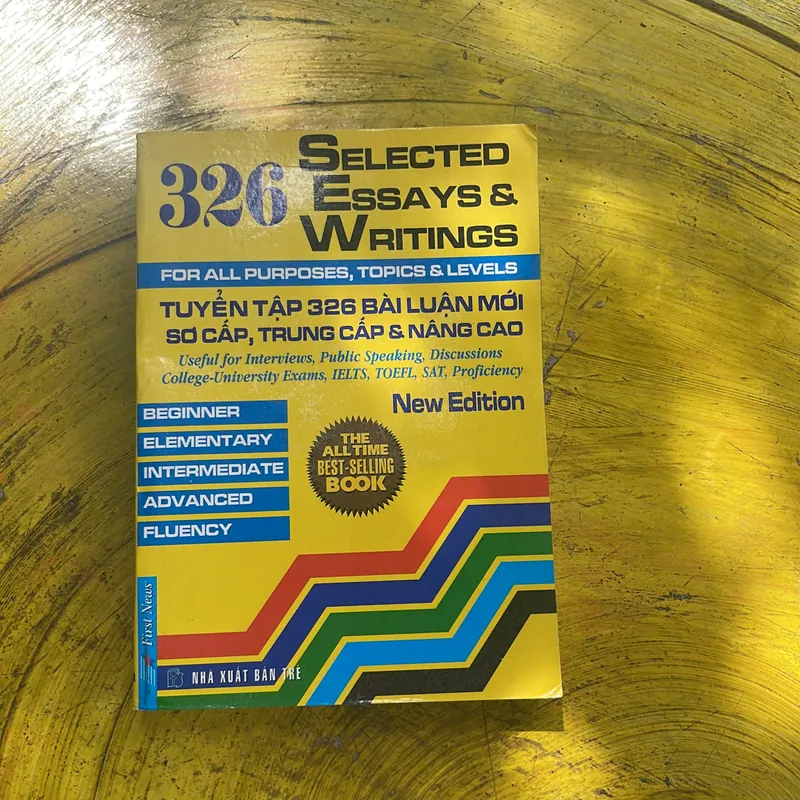 326 SELECTED
ESSAYS &
WRITINGS
FOR ALL PURPOSES, TOPICS & LEVELS
TUYỂN TẬP 326 BÀI LUẬN MỚI
SƠ CẤP, TRUNG CẤP & NÂNG CAO
Useful for Interviews, Public Speaking, Discussions
College-University Exams, IELTS, TOEFL, SAT, Proficiency
New Edition
BEGINNER
ELEMENTARY
INTERMEDIATE
ADVANCED
FLUENCY
THE
ALL TIME
BEST-SELLING
BOOK
First News
NHÀ XUẤT BẢN TRẺ